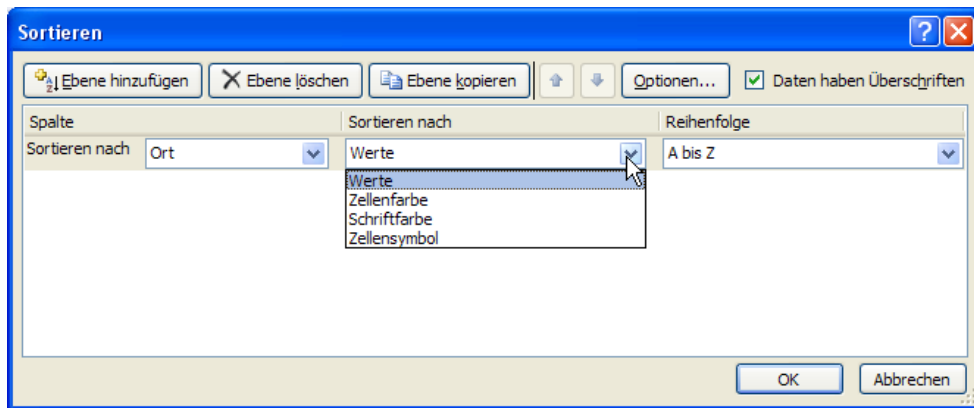 Sortieren
Ebene hinzufügen Ebene löschen Ebene kopieren Optionen... Daten haben Überschriften
Spalte Sortieren nach Reihenfolge
Sortieren nach Ort Werte A bis Z
Werte
Zellenfarbe
Schriftfarbe
Zellensymbol
OK Abbrechen